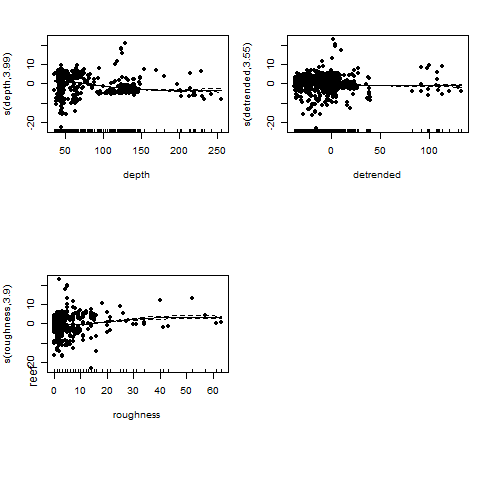 s(depth,3.99)
-20 0 10
50 100 150 200 250
depth
s(detrended,3.55)
-20 0 10
0 50 100
detrended
s(roughness,3.9)
reef
-20 0 10
0 10 20 30 40 50 60
roughness